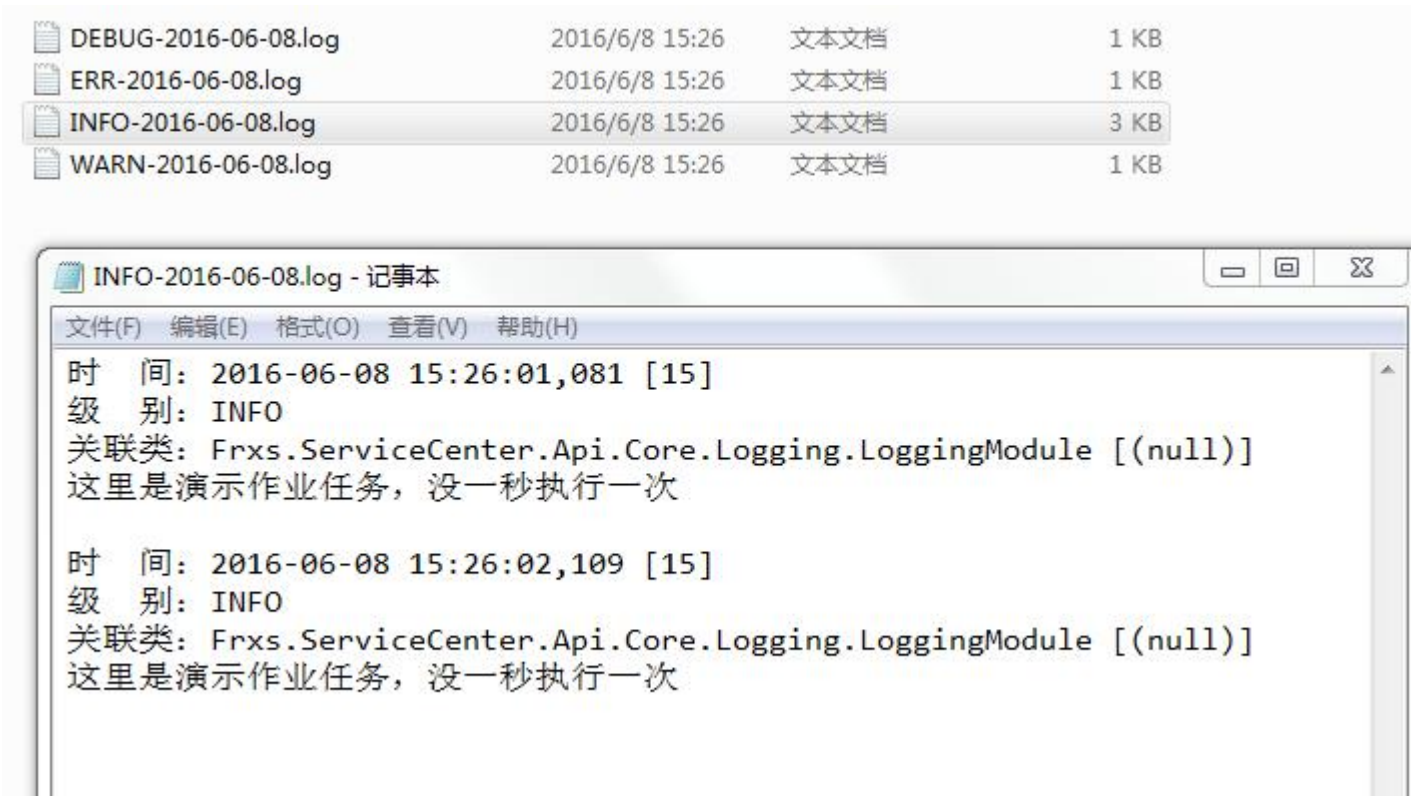 DEBUG-2016-06-08.log 2016/6/8 15:26 文本文档 1 KB
ERR-2016-06-08.log 2016/6/8 15:26 文本文档 1 KB
INFO-2016-06-08.log 2016/6/8 15:26 文本文档 3 KB
WARN-2016-06-08.log 2016/6/8 15:26 文本文档 1 KB
INFO-2016-06-08.log - 记事本
文件(F) 编辑(E) 格式(O) 查看(V) 帮助(H)
时 间：2016-06-08 15:26:01,081 [15]
级 别：INFO
关联类：Frxs.ServiceCenter.Api.Core.Logging.LoggingModule [(null)]
这里是演示作业任务，没一秒执行一次
时 间：2016-06-08 15:26:02,109 [15]
级 别：INFO
关联类：Frxs.ServiceCenter.Api.Core.Logging.LoggingModule [(null)]
这里是演示作业任务，没一秒执行一次